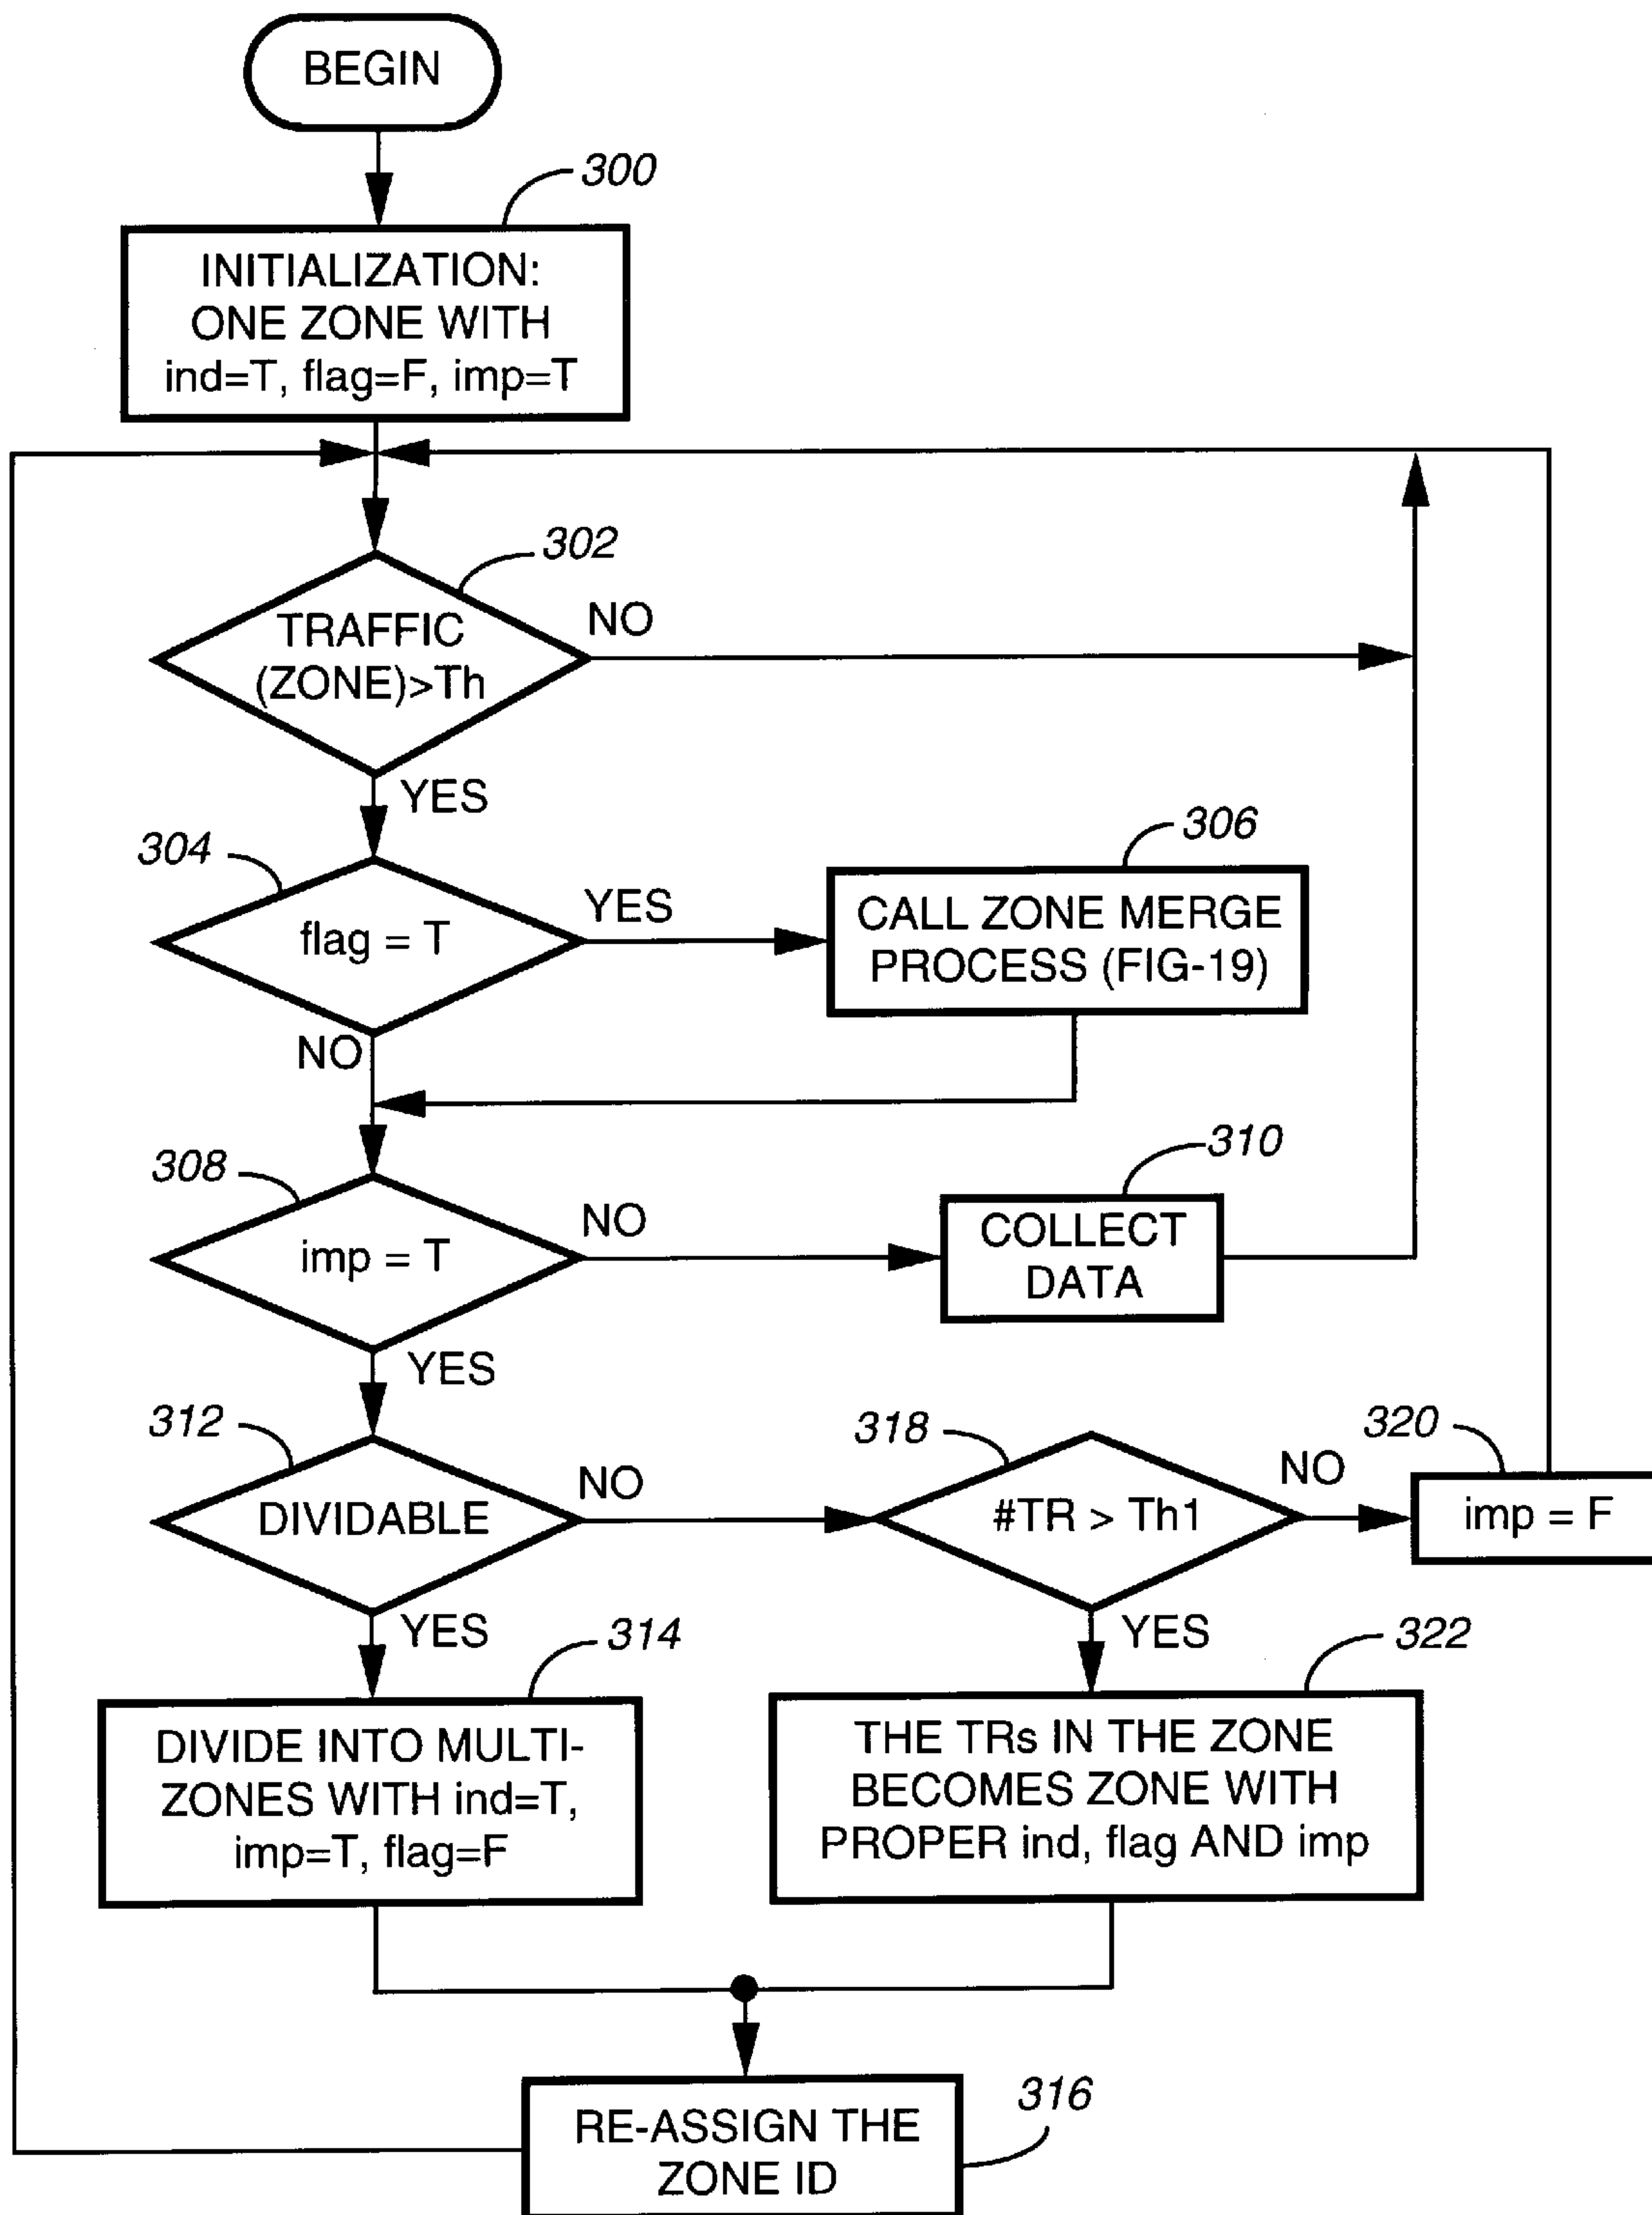 BEGIN
300
INITIALIZATION:
ONE ZONE WITH
ind=T, flag=F, imp=T
302
TRAFFIC
(ZONE)>Th
NO
YES
304
flag = T
YES
306
CALL ZONE MERGE
PROCESS (FIG-19)
NO
308
imp = T
NO
310
COLLECT
DATA
YES
312
DIVIDABLE
NO
318
#TR > Th1
NO
320
imp = F
YES
314
DIVIDE INTO MULTI-
ZONES WITH ind=T,
imp=T, flag=F
YES
322
THE TRs IN THE ZONE
BECOMES ZONE WITH
PROPER ind, flag AND imp
316
RE-ASSIGN THE
ZONE ID